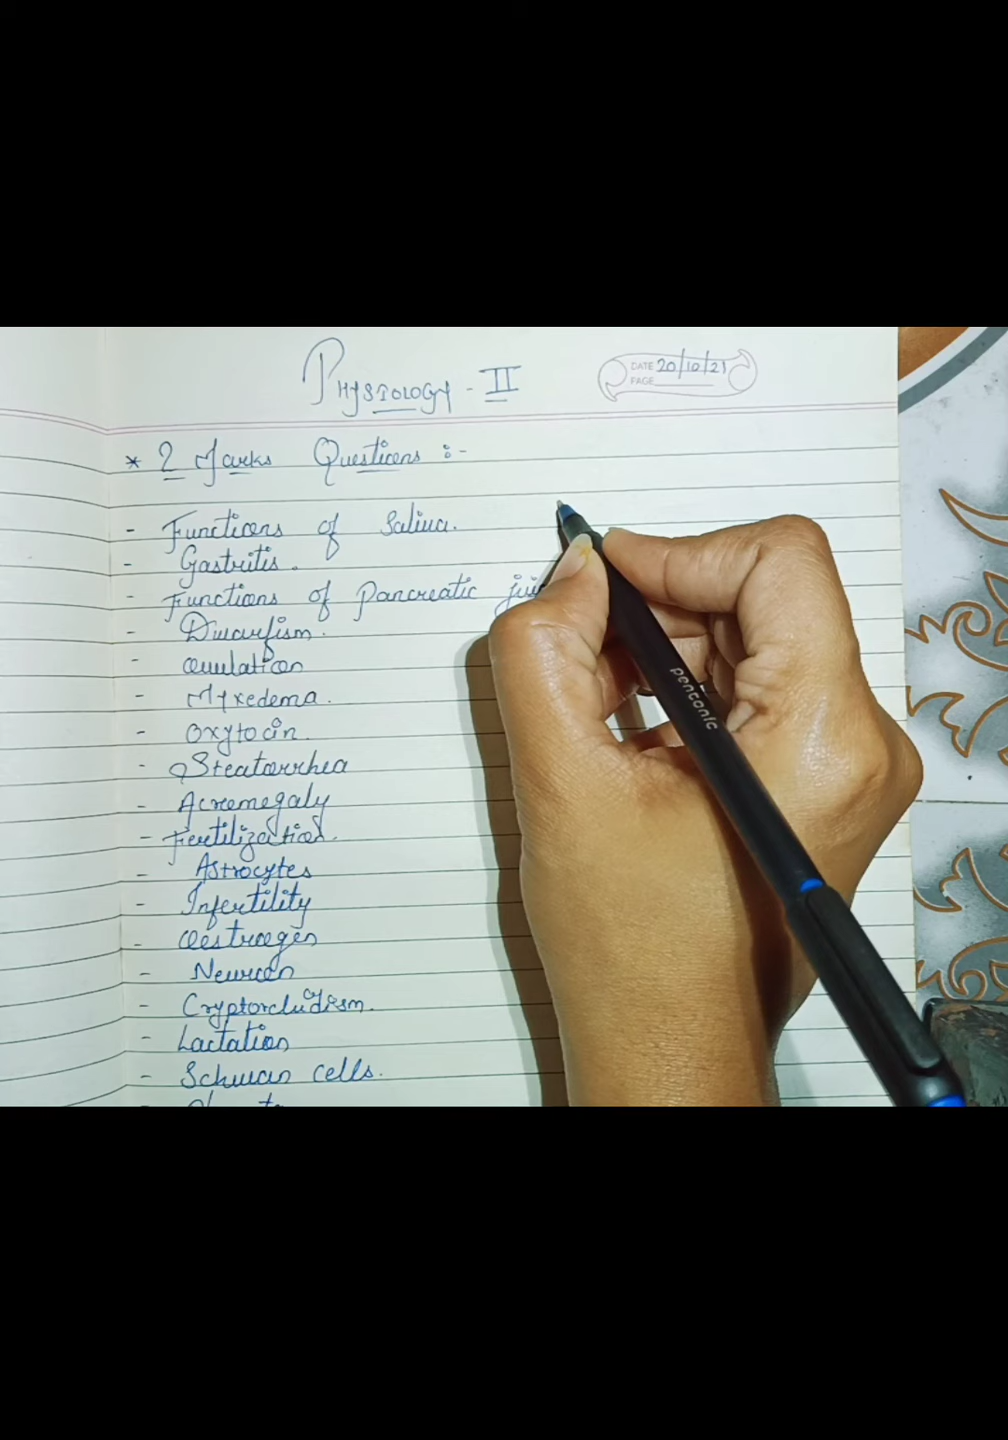 PHYSIOLOGY - II
DATE 20/10/21
PAGE
* 2 Marks Questions :-
- Functions of Saliva.
- Gastritis.
- Functions of Pancreatic
- Dwarfism.
- Ovulation
- Myxedema.
- Oxytocin.
- Steatorrhea
- Acromegaly
- Fertilization.
- Astrocytes
- Infertility
- Oestrogen
- Neuron
- Cryptorchidism.
- Lactation
- Schwan cells.
pentonic